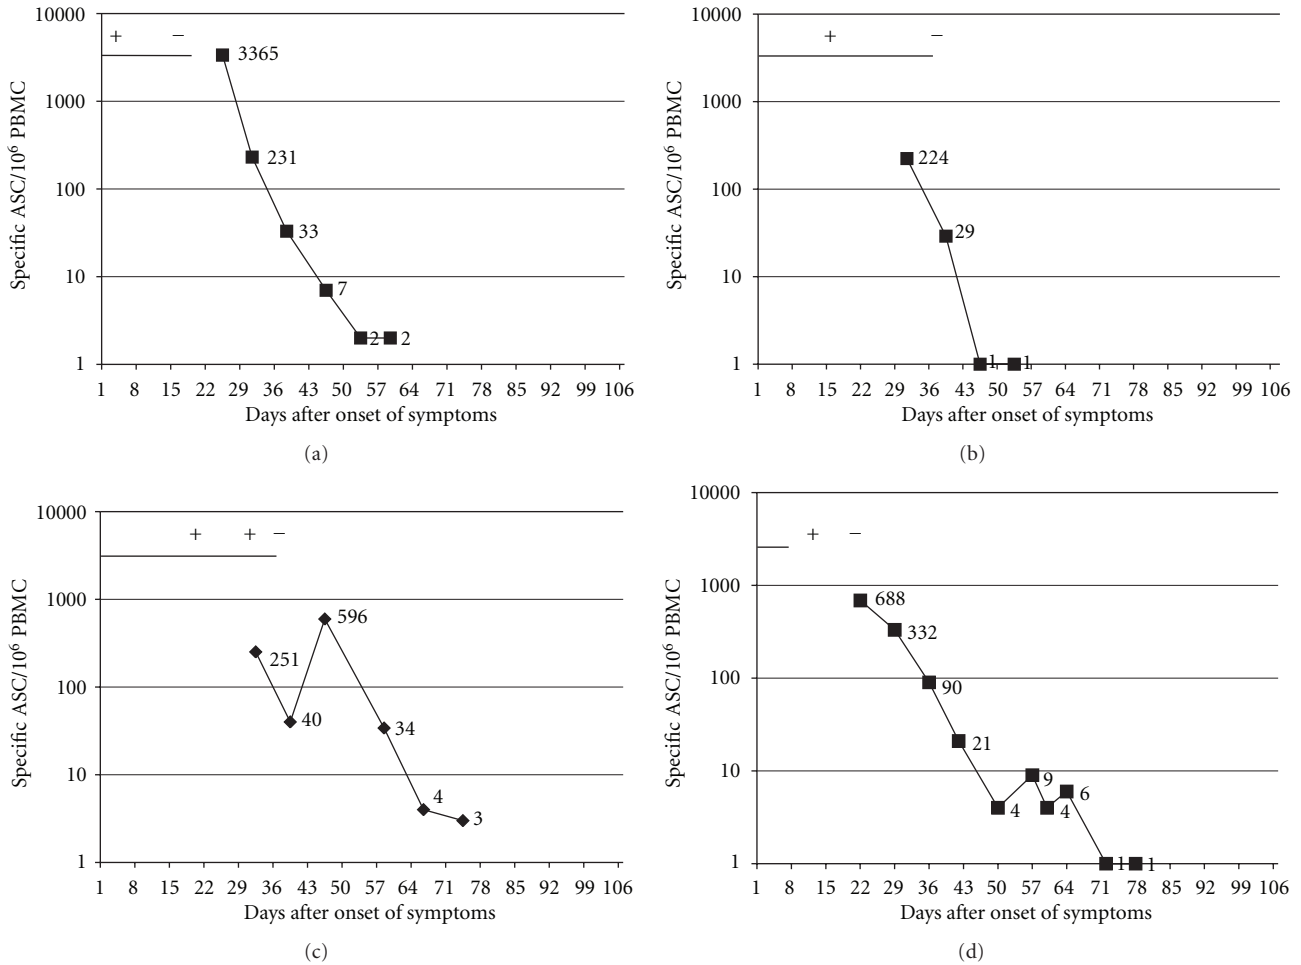 10000
+ −
3365
1000
231
100
33
10
7
2 2
1
1 8 15 22 29 36 43 50 57 64 71 78 85 92 99 106
Specific ASC/10⁶ PBMC
Days after onset of symptoms
(a)
10000
+ −
1000
224
100
29
10
1 1
1
1 8 15 22 29 36 43 50 57 64 71 78 85 92 99 106
Specific ASC/10⁶ PBMC
Days after onset of symptoms
(b)
10000
+ + −
1000
596
251
100
40
34
10
4
3
1
1 8 15 22 29 36 43 50 57 64 71 78 85 92 99 106
Specific ASC/10⁶ PBMC
Days after onset of symptoms
(c)
10000
+ −
1000
688
332
100
90
21
10
9
6
4 4
1 1
1
1 8 15 22 29 36 43 50 57 64 71 78 85 92 99 106
Specific ASC/10⁶ PBMC
Days after onset of symptoms
(d)